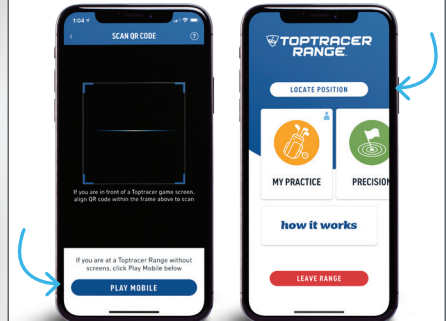 1:04
SCAN QR CODE
?
If you are in front of a Toptracer game screen,
align QR code within the frame above to scan
If you are at a Toptracer Range without
screens, click Play Mobile below
PLAY MOBILE
TOPTRACER
RANGE
LOCATE POSITION
MY PRACTICE
PRECISION
how it works
LEAVE RANGE